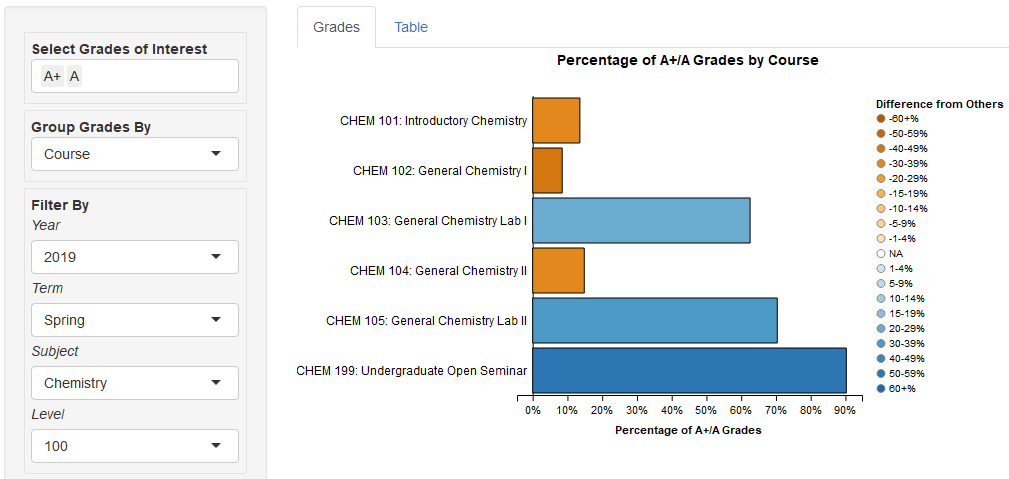 Select Grades of Interest
A+ A
Group Grades By
Course
Filter By
Year
2019
Term
Spring
Subject
Chemistry
Level
100
Grades Table
Percentage of A+/A Grades by Course
CHEM 101: Introductory Chemistry
CHEM 102: General Chemistry I
CHEM 103: General Chemistry Lab I
CHEM 104: General Chemistry II
CHEM 105: General Chemistry Lab II
CHEM 199: Undergraduate Open Seminar
0% 10% 20% 30% 40% 50% 60% 70% 80% 90%
Percentage of A+/A Grades
Difference from Others
-60+%
-50-59%
-40-49%
-30-39%
-20-29%
-15-19%
-10-14%
-5-9%
-1-4%
NA
1-4%
5-9%
10-14%
15-19%
20-29%
30-39%
40-49%
50-59%
60+%